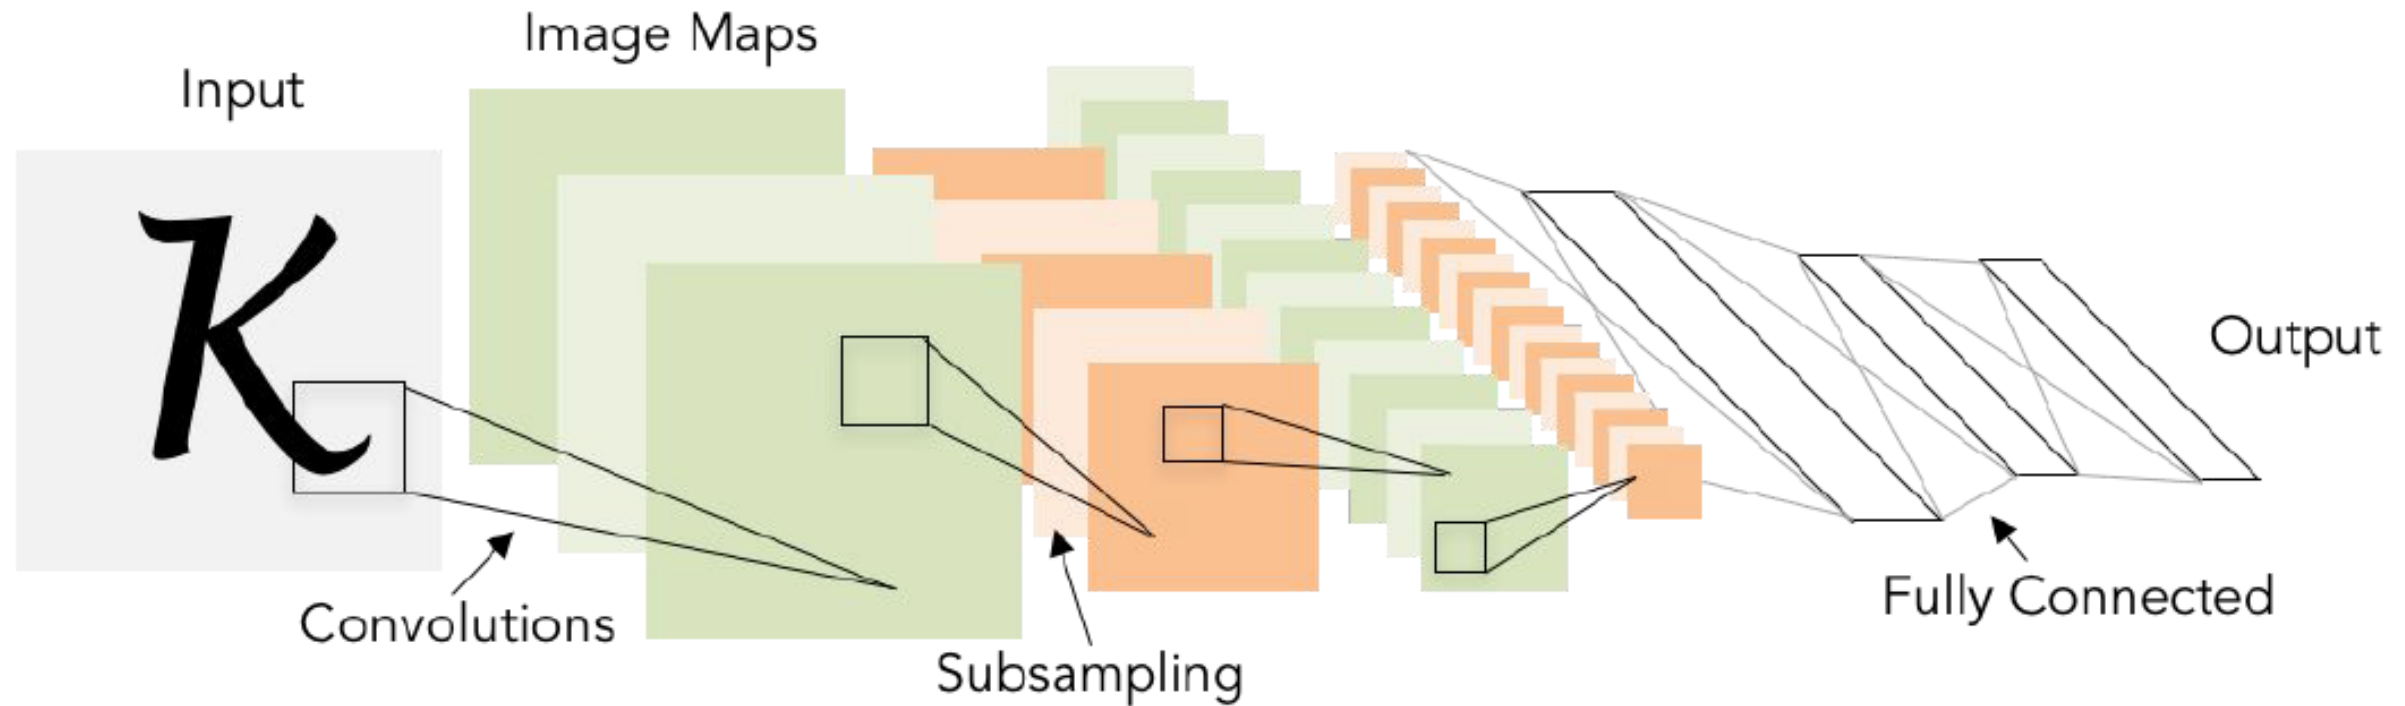 Image Maps
Input
K
Output
Convolutions
Fully Connected
Subsampling